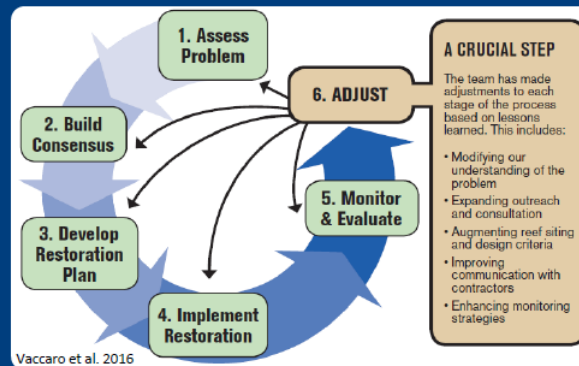 1. Assess
Problem
2. Build
Consensus
3. Develop
Restoration
Plan
4. Implement
Restoration
5. Monitor
& Evaluate
6. ADJUST
A CRUCIAL STEP
The team has made
adjustments to each
stage of the process
based on lessons
learned. This includes:
• Modifying our
understanding of the
problem
• Expanding outreach
and consultation
• Augmenting reef siting
and design criteria
• Improving
communication with
contractors
• Enhancing monitoring
strategies
Vaccaro et al. 2016